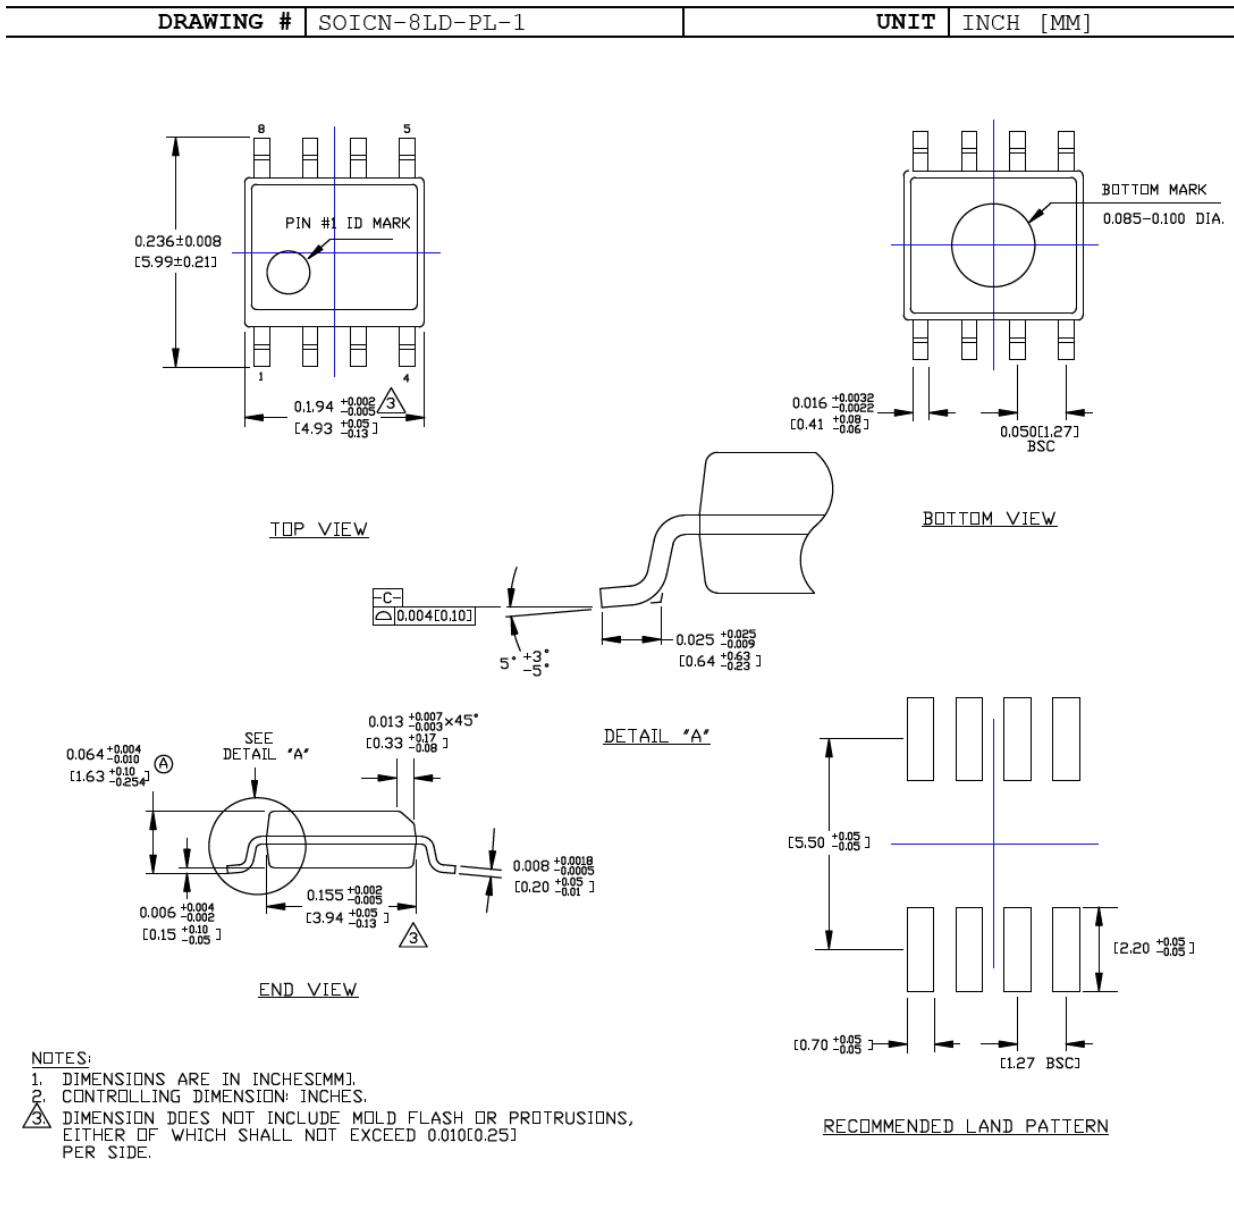 DRAWING # SOICN-8LD-PL-1 UNIT INCH [MM]
8 5
PIN #1 ID MARK
0.236±0.008
[5.99±0.21]
1 4
0.1.94 +0.002 -0.005 3
[4.93 +0.05 -0.13 ]
TOP VIEW
BOTTOM MARK
0.085-0.100 DIA.
0.016 +0.0032 -0.0022
[0.41 +0.08 -0.06 ]
0.050[1.27]
BSC
BOTTOM VIEW
-C-
0.004[0.10]
5° +3° -5°
0.025 +0.025 -0.009
[0.64 +0.63 -0.23 ]
DETAIL "A"
SEE
DETAIL "A"
0.013 +0.007 -0.003 ×45°
[0.33 +0.17 -0.08 ]
0.064 +0.004 -0.010
[1.63 +0.10 -0.254 ] A
0.008 +0.0018 -0.0005
[0.20 +0.05 -0.01 ]
0.155 +0.002 -0.005
[3.94 +0.05 -0.13 ]
3
0.006 +0.004 -0.002
[0.15 +0.10 -0.05 ]
END VIEW
[5.50 +0.05 -0.05 ]
[2.20 +0.05 -0.05 ]
[0.70 +0.05 -0.05 ]
[1.27 BSC]
RECOMMENDED LAND PATTERN
NOTES:
1. DIMENSIONS ARE IN INCHES[MM].
2. CONTROLLING DIMENSION: INCHES.
3. DIMENSION DOES NOT INCLUDE MOLD FLASH OR PROTRUSIONS,
EITHER OF WHICH SHALL NOT EXCEED 0.010[0.25]
PER SIDE.